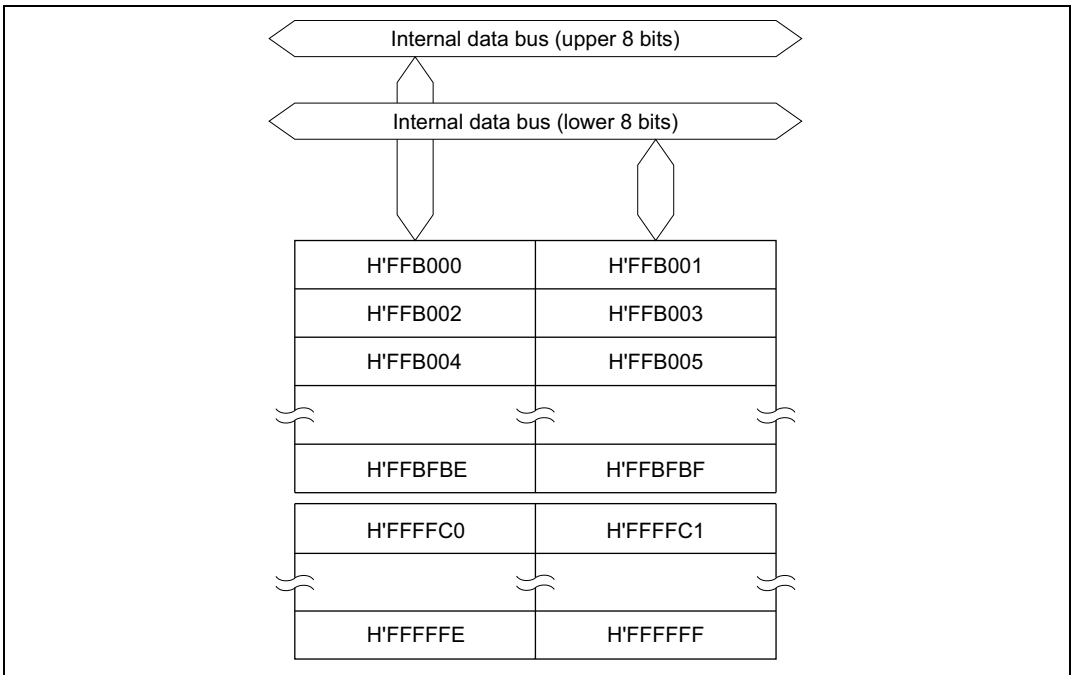 Internal data bus (upper 8 bits)
Internal data bus (lower 8 bits)
H'FFB000 H'FFB001
H'FFB002 H'FFB003
H'FFB004 H'FFB005
H'FFBFBE H'FFBFBF
H'FFFFC0 H'FFFFC1
H'FFFFFE H'FFFFFF